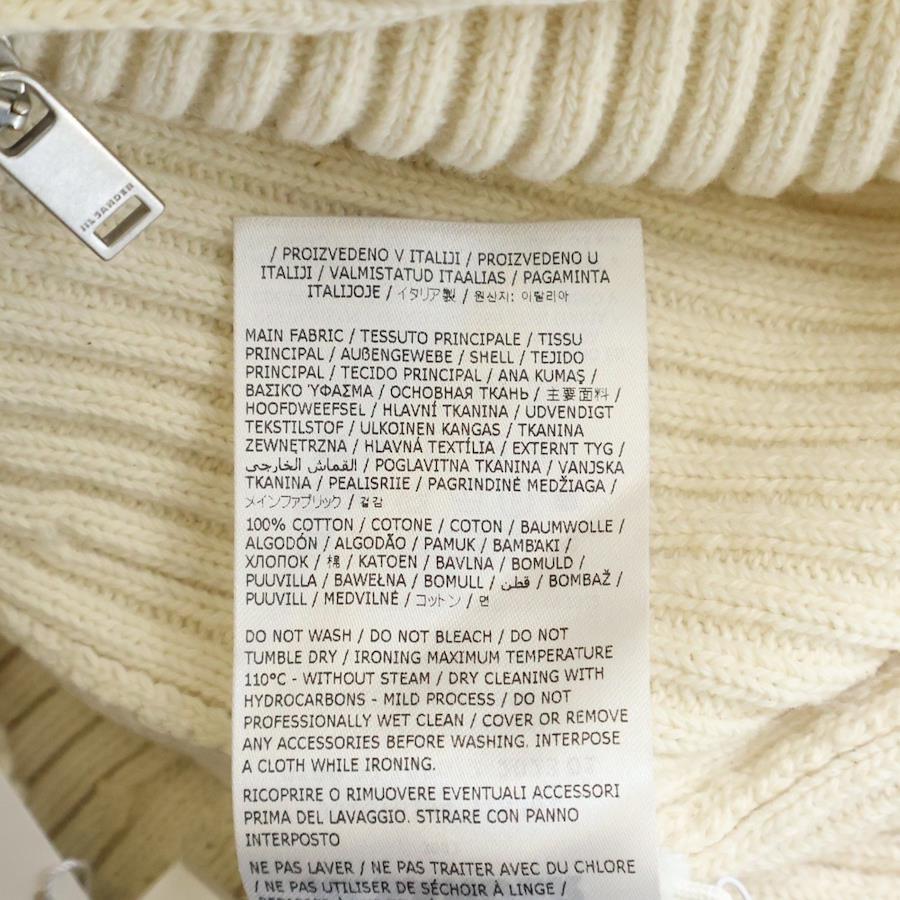 JIL SANDER
/ PROIZVEDENO V ITALIJI / PROIZVEDENO U
ITALIJI / VALMISTATUD ITAALIAS / PAGAMINTA
ITALIJOJE / イタリア製 / 원산지: 이탈리아
MAIN FABRIC / TESSUTO PRINCIPALE / TISSU
PRINCIPAL / AUßENGEWEBE / SHELL / TEJIDO
PRINCIPAL / TECIDO PRINCIPAL / ANA KUMAŞ /
ΒΑΣΙΚΌ ΎΦΑΣΜΑ / ОСНОВНАЯ ТКАНЬ / 主要面料 /
HOOFDWEEFSEL / HLAVNÍ TKANINA / UDVENDIGT
TEKSTILSTOF / ULKOINEN KANGAS / TKANINA
ZEWNĘTRZNA / HLAVNÁ TEXTÍLIA / EXTERNT TYG /
القماش الخارجي / POGLAVITNA TKANINA / VANJSKA
TKANINA / PEALISRIIE / PAGRINDINĖ MEDŽIAGA /
メインファブリック / 겉감
100% COTTON / COTONE / COTON / BAUMWOLLE /
ALGODÓN / ALGODÃO / PAMUK / ΒΑΜΒΆΚΙ /
ХЛОПОК / 棉 / KATOEN / BAVLNA / BOMULD /
PUUVILLA / BAWEŁNA / BOMULL / قطن / BOMBAŽ /
PUUVILL / MEDVILNĖ / コットン / 면
DO NOT WASH / DO NOT BLEACH / DO NOT
TUMBLE DRY / IRONING MAXIMUM TEMPERATURE
110°C - WITHOUT STEAM / DRY CLEANING WITH
HYDROCARBONS - MILD PROCESS / DO NOT
PROFESSIONALLY WET CLEAN / COVER OR REMOVE
ANY ACCESSORIES BEFORE WASHING. INTERPOSE
A CLOTH WHILE IRONING.
RICOPRIRE O RIMUOVERE EVENTUALI ACCESSORI
PRIMA DEL LAVAGGIO. STIRARE CON PANNO
INTERPOSTO
NE PAS LAVER / NE PAS TRAITER AVEC DU CHLORE
/ NE PAS UTILISER DE SÉCHOIR À LINGE /